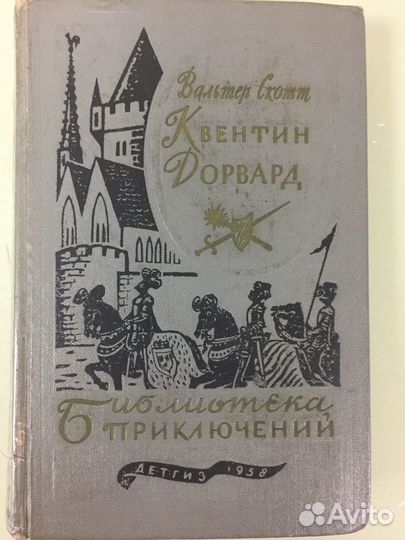 Вальтер Скотт
Квентин
Дорвард
Библиотека
приключений
ДЕТГИЗ 1958
Avito